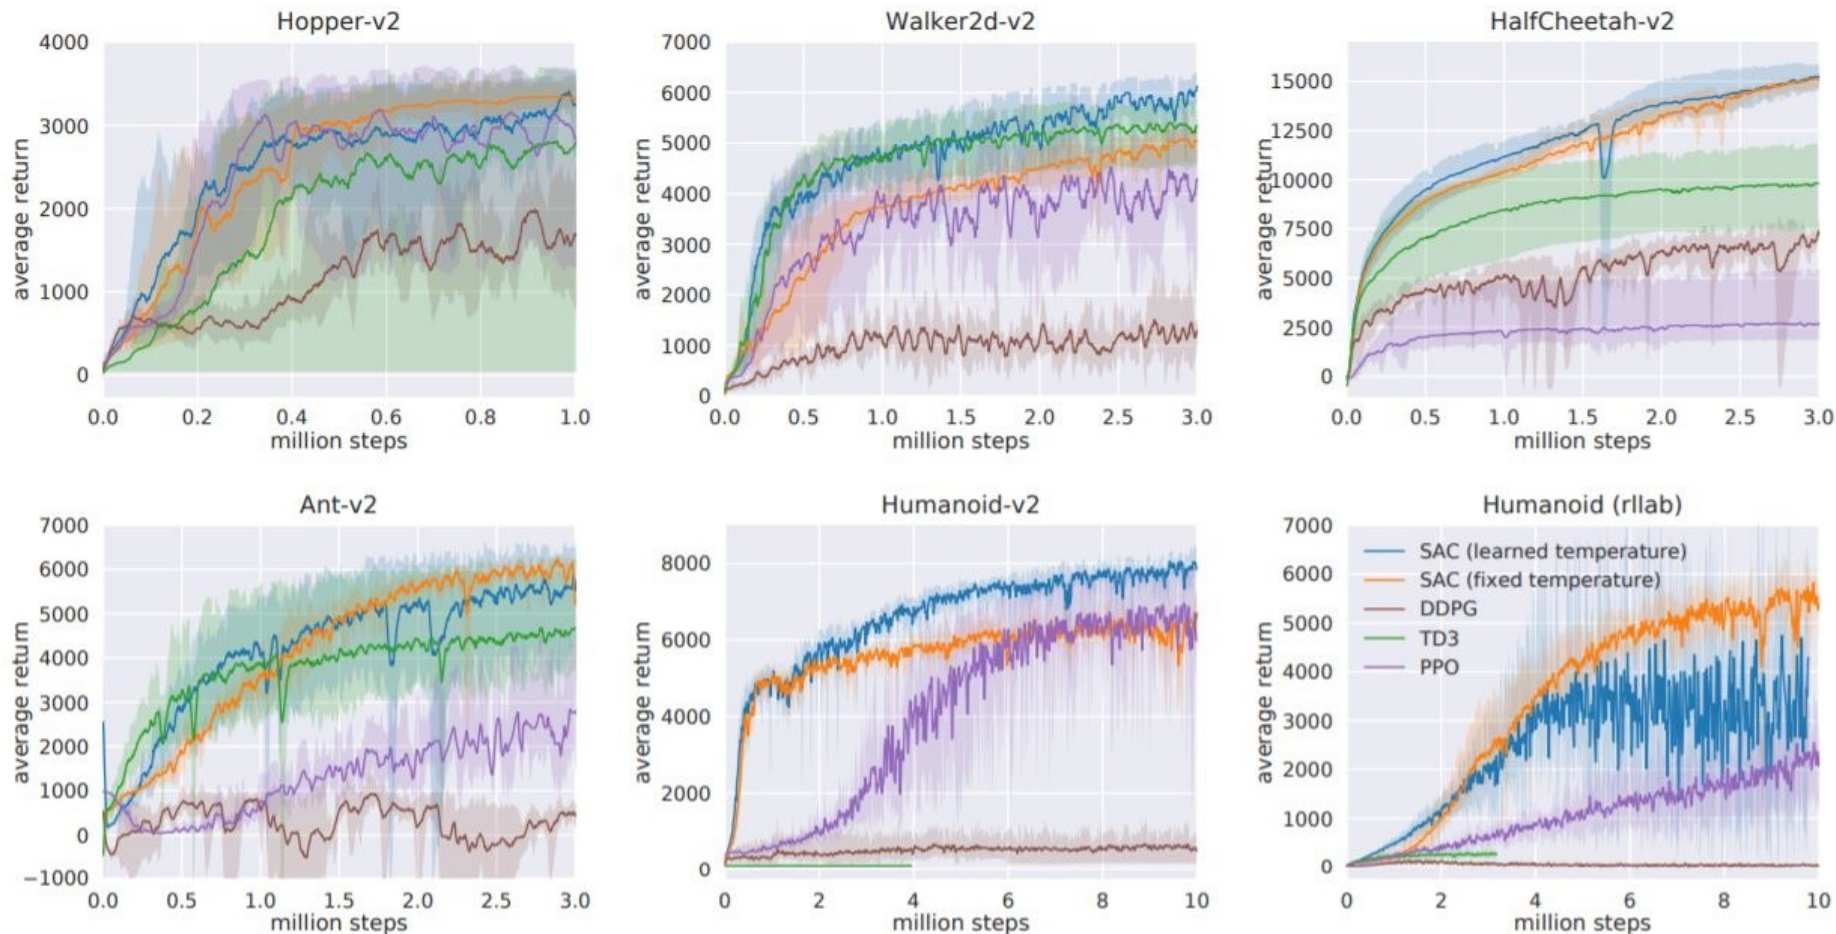 Hopper-v2
4000
3000
2000
1000
0
average return
0.0 0.2 0.4 0.6 0.8 1.0
million steps
Walker2d-v2
7000
6000
5000
4000
3000
2000
1000
0
average return
0.0 0.5 1.0 1.5 2.0 2.5 3.0
million steps
HalfCheetah-v2
15000
12500
10000
7500
5000
2500
0
average return
0.0 0.5 1.0 1.5 2.0 2.5 3.0
million steps
Ant-v2
7000
6000
5000
4000
3000
2000
1000
0
−1000
average return
0.0 0.5 1.0 1.5 2.0 2.5 3.0
million steps
Humanoid-v2
8000
6000
4000
2000
0
average return
0 2 4 6 8 10
million steps
Humanoid (rllab)
7000
6000
5000
4000
3000
2000
1000
0
average return
SAC (learned temperature)
SAC (fixed temperature)
DDPG
TD3
PPO
0 2 4 6 8 10
million steps